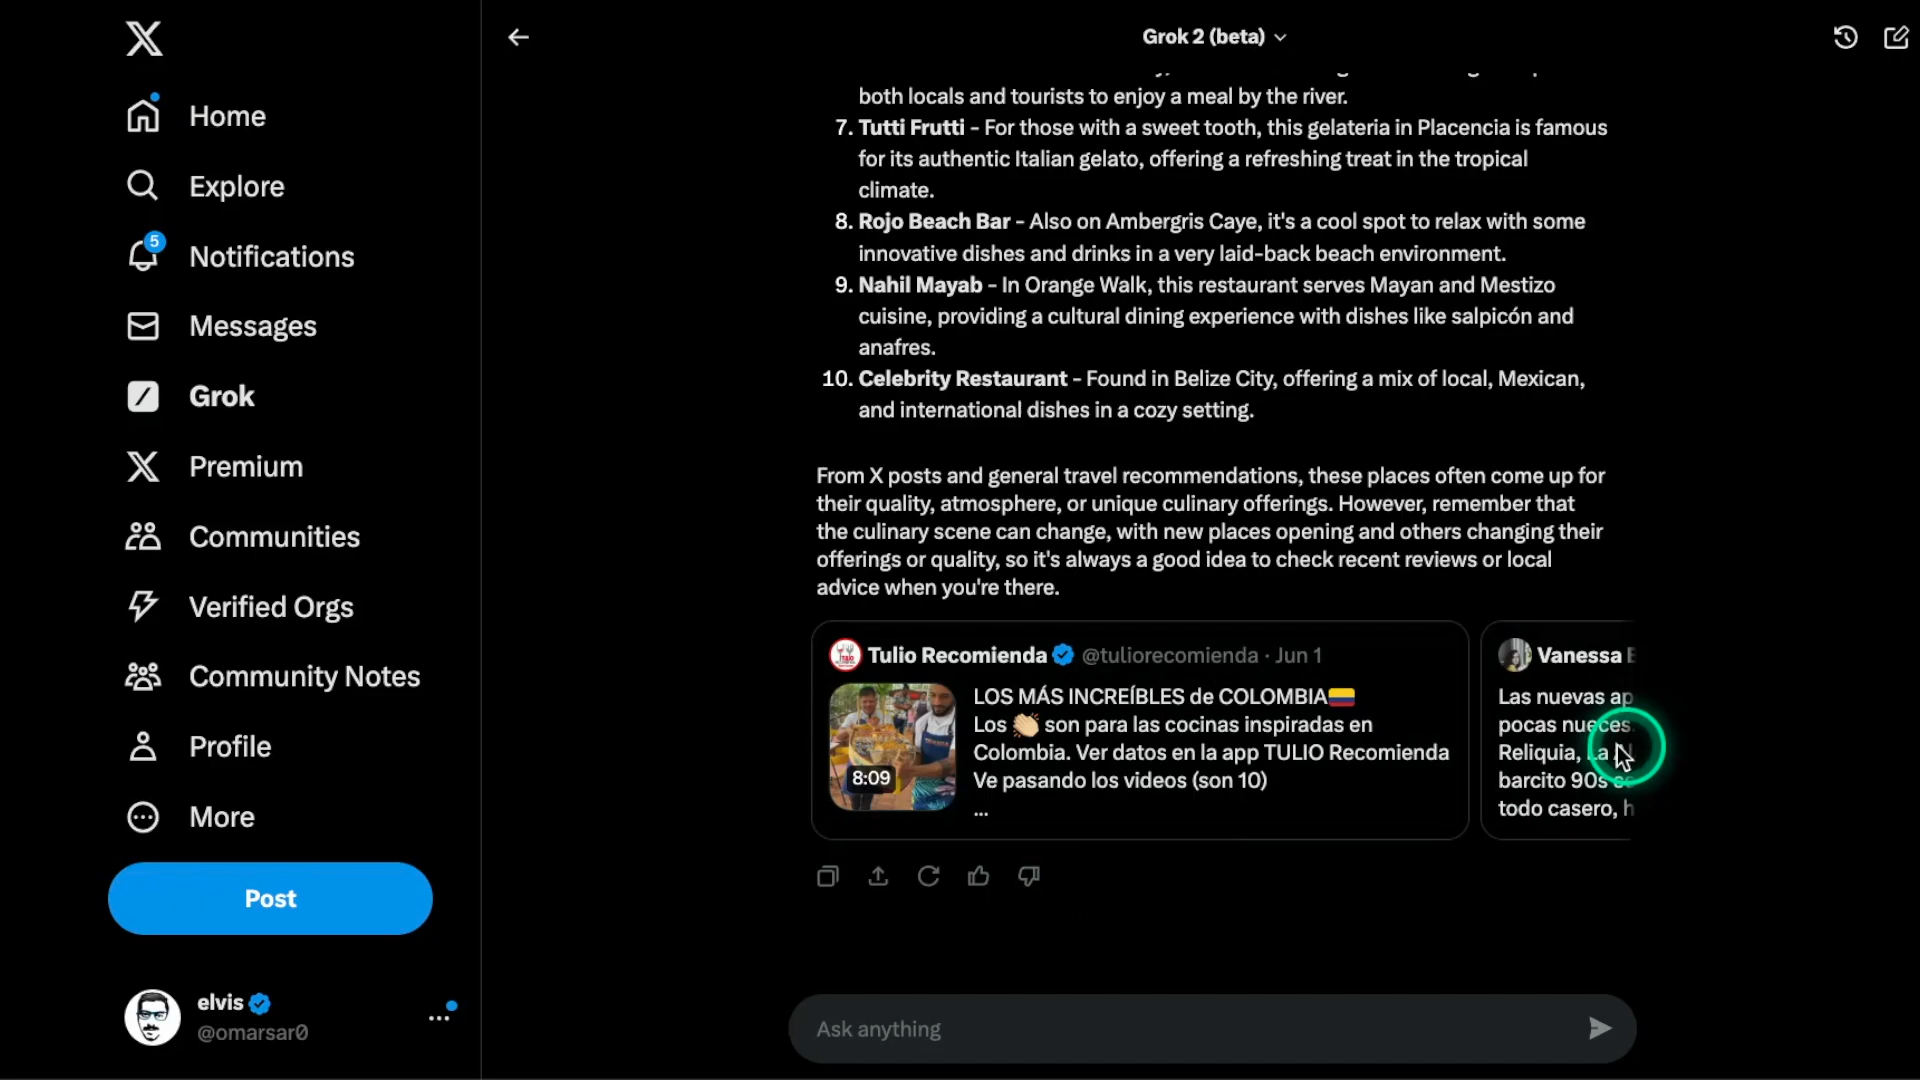 Home
Explore
5
Notifications
Messages
Grok
Premium
Communities
Verified Orgs
Community Notes
Profile
More
Post
elvis
@omarsar0
Grok 2 (beta)
both locals and tourists to enjoy a meal by the river.
7. Tutti Frutti - For those with a sweet tooth, this gelateria in Placencia is famous
for its authentic Italian gelato, offering a refreshing treat in the tropical
climate.
8. Rojo Beach Bar - Also on Ambergris Caye, it's a cool spot to relax with some
innovative dishes and drinks in a very laid-back beach environment.
9. Nahil Mayab - In Orange Walk, this restaurant serves Mayan and Mestizo
cuisine, providing a cultural dining experience with dishes like salpicón and
anafres.
10. Celebrity Restaurant - Found in Belize City, offering a mix of local, Mexican,
and international dishes in a cozy setting.
From X posts and general travel recommendations, these places often come up for
their quality, atmosphere, or unique culinary offerings. However, remember that
the culinary scene can change, with new places opening and others changing their
offerings or quality, so it's always a good idea to check recent reviews or local
advice when you're there.
Tulio Recomienda @tuliorecomienda · Jun 1
LOS MÁS INCREÍBLES de COLOMBIA🇨🇴
Los 👏🏻 son para las cocinas inspiradas en
Colombia. Ver datos en la app TULIO Recomienda
Ve pasando los videos (son 10)
...
8:09
Vanessa
Las nuevas ap
pocas nueces.
Reliquia, La
barcito 90s
todo casero, h
Ask anything